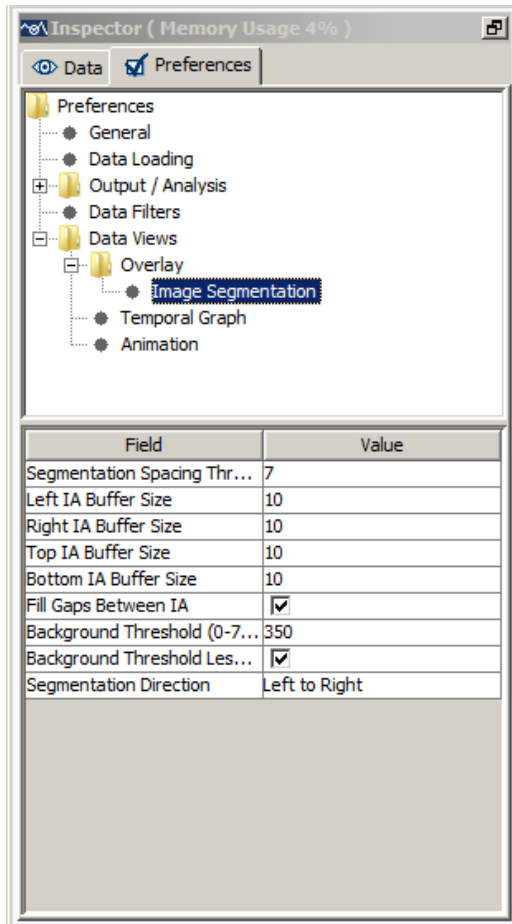 Inspector ( Memory Usage 4% )
Data Preferences
Preferences
General
Data Loading
Output / Analysis
Data Filters
Data Views
Overlay
Image Segmentation
Temporal Graph
Animation
Field Value
Segmentation Spacing Thr... 7
Left IA Buffer Size 10
Right IA Buffer Size 10
Top IA Buffer Size 10
Bottom IA Buffer Size 10
Fill Gaps Between IA
Background Threshold (0-7... 350
Background Threshold Les...
Segmentation Direction Left to Right